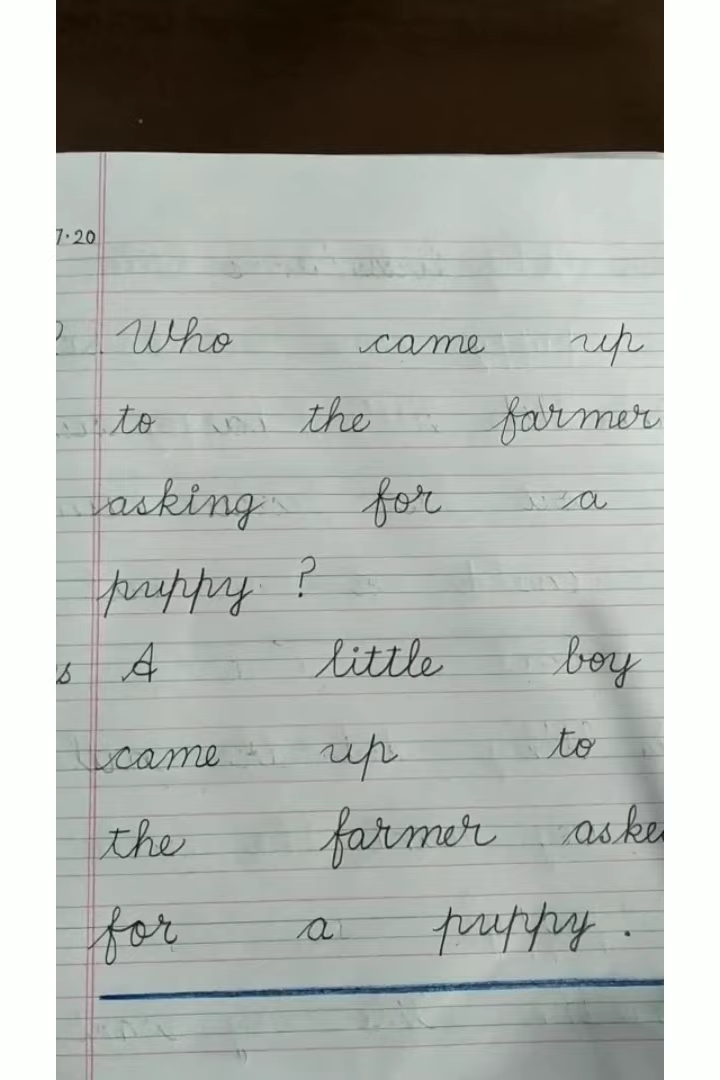 7.20
Who came up
to the farmer
asking for a
puppy ?
s A little boy
came up to
the farmer aske
for a puppy .